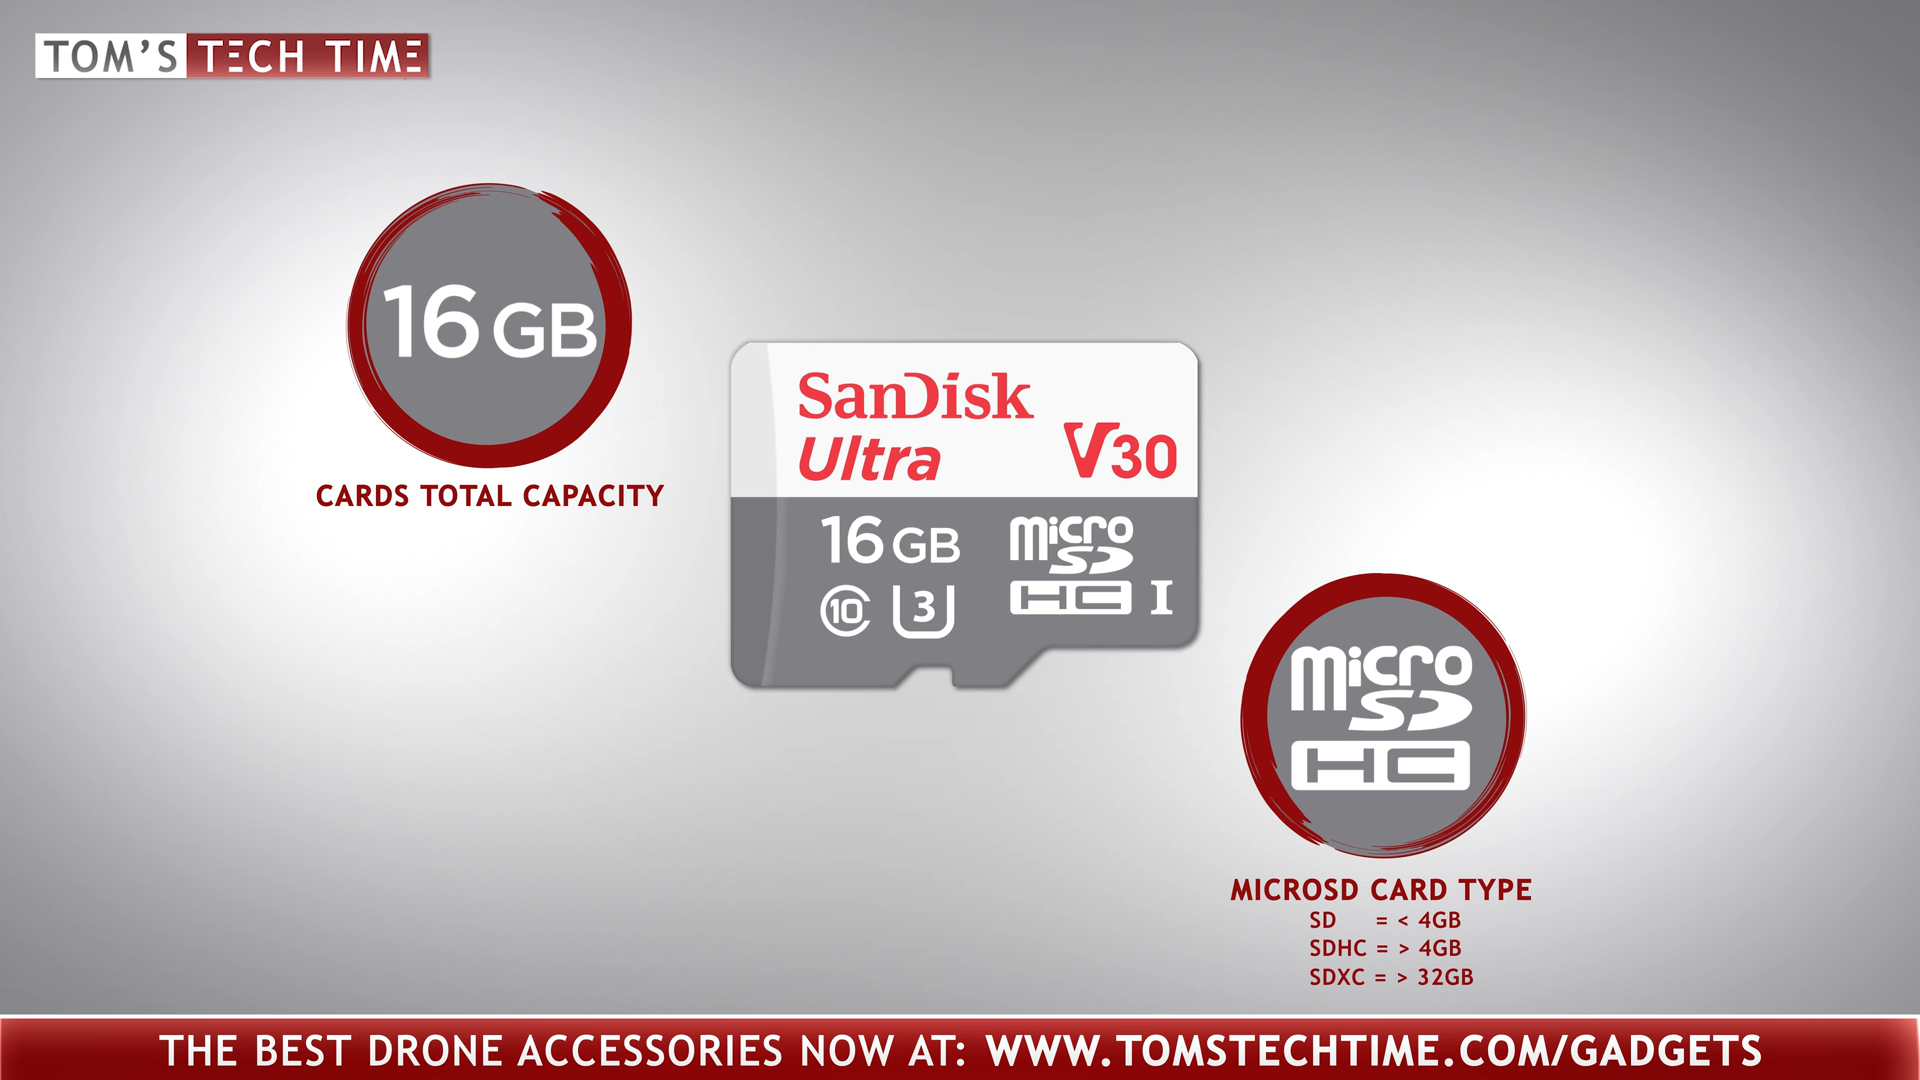 TOM'S TECH TIME
16 GB
CARDS TOTAL CAPACITY
SanDisk
Ultra V30
16 GB micro SD
10 3 HC I
micro
SD
HC
MICROSD CARD TYPE
SD = < 4GB
SDHC = > 4GB
SDXC = > 32GB
THE BEST DRONE ACCESSORIES NOW AT: WWW.TOMSTECHTIME.COM/GADGETS